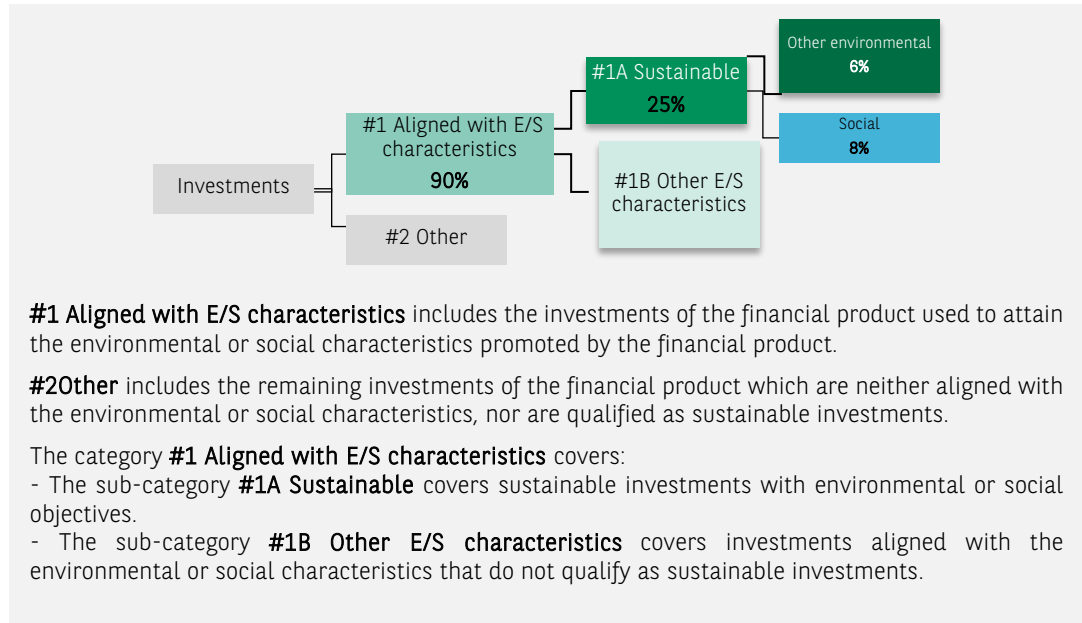 Other environmental
6%
#1A Sustainable
25%
Social
8%
#1 Aligned with E/S
characteristics
90%
Investments
#1B Other E/S
characteristics
#2 Other
#1 Aligned with E/S characteristics includes the investments of the financial product used to attain
the environmental or social characteristics promoted by the financial product.
#2Other includes the remaining investments of the financial product which are neither aligned with
the environmental or social characteristics, nor are qualified as sustainable investments.
The category #1 Aligned with E/S characteristics covers:
- The sub-category #1A Sustainable covers sustainable investments with environmental or social
objectives.
- The sub-category #1B Other E/S characteristics covers investments aligned with the
environmental or social characteristics that do not qualify as sustainable investments.